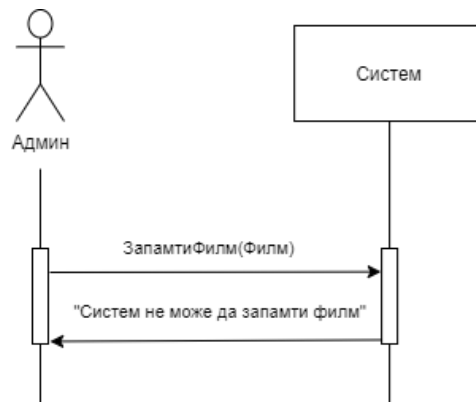 Систем
Админ
ЗапамтиФилм(Филм)
"Систем не може да запамти филм"